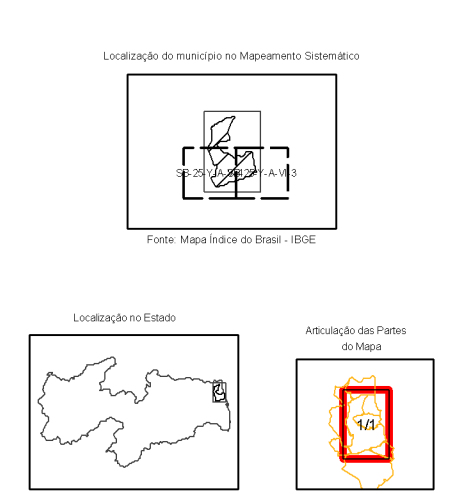 Localização do município no Mapeamento Sistemático
Fonte: Mapa Índice do Brasil - IBGE
Localização no Estado
Articulação das Partes
do Mapa
1/1